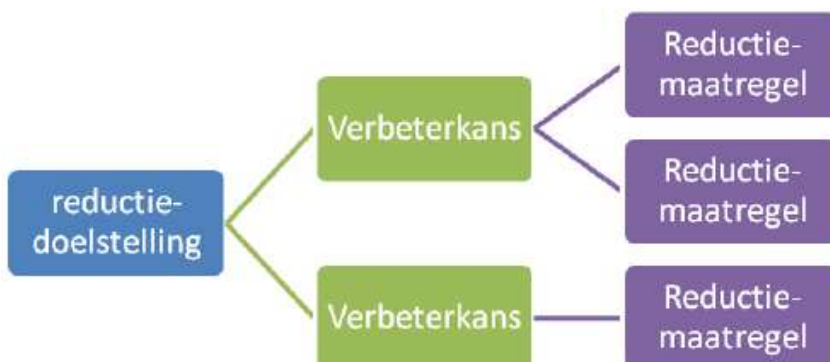 reductie-
doelstelling
Verbeterkans
Verbeterkans
Reductie-
maatregel
Reductie-
maatregel
Reductie-
maatregel